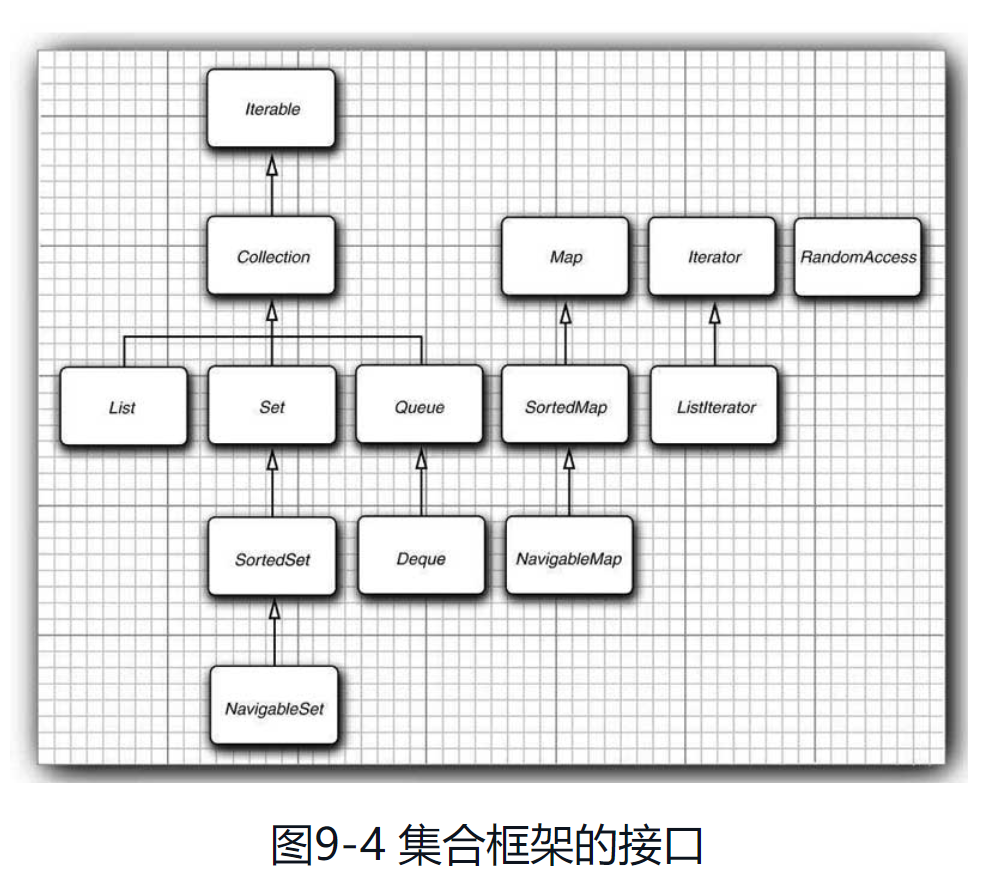 Iterable
Collection
Map
Iterator
RandomAccess
List
Set
Queue
SortedMap
ListIterator
SortedSet
Deque
NavigableMap
NavigableSet
图9-4 集合框架的接口